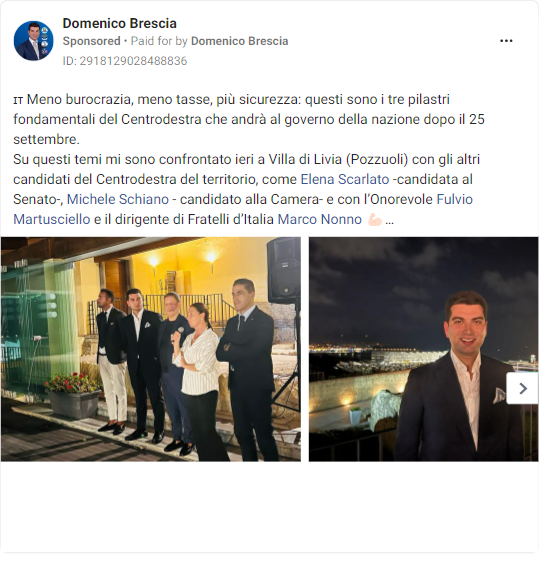 Domenico Brescia
Sponsored • Paid for by Domenico Brescia
ID: 2918129028488836
IT Meno burocrazia, meno tasse, più sicurezza: questi sono i tre pilastri
fondamentali del Centrodestra che andrà al governo della nazione dopo il 25
settembre.
Su questi temi mi sono confrontato ieri a Villa di Livia (Pozzuoli) con gli altri
candidati del Centrodestra del territorio, come Elena Scarlato -candidata al
Senato-, Michele Schiano - candidato alla Camera- e con l’Onorevole Fulvio
Martusciello e il dirigente di Fratelli d’Italia Marco Nonno 💪🏻 ...